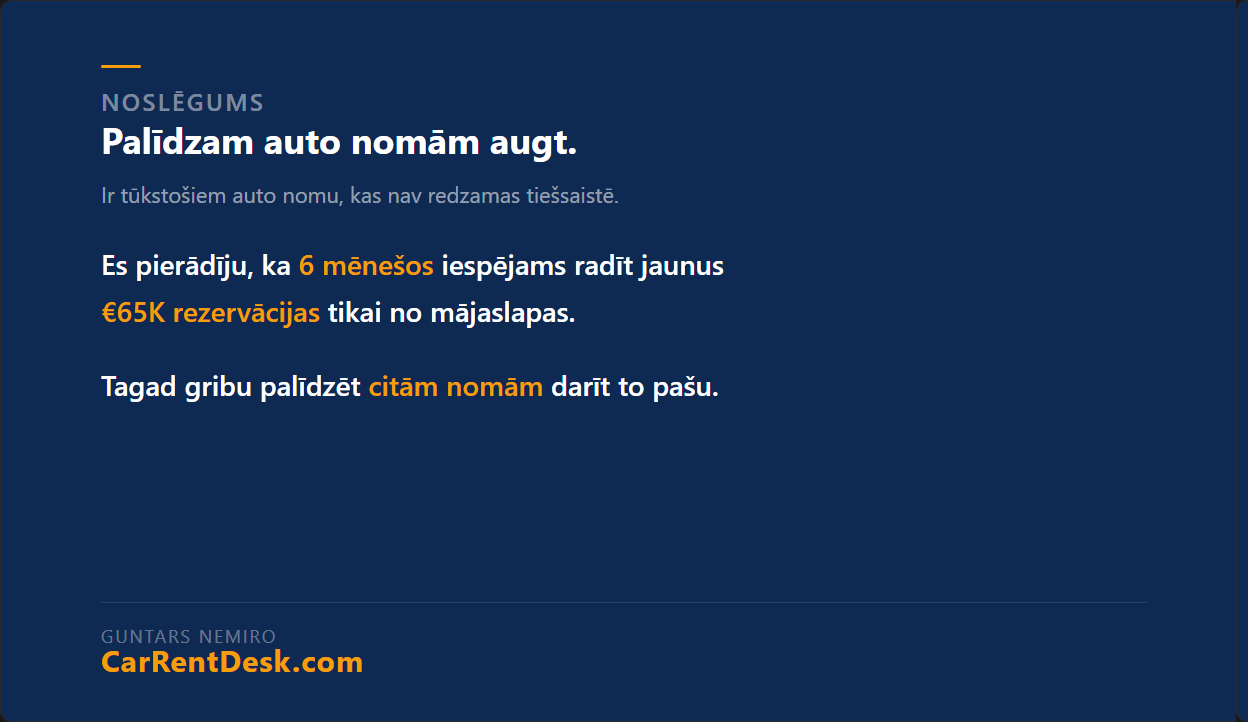 NOSLĒGUMS
Palīdzam auto nomām augt.
Ir tūkstošiem auto nomu, kas nav redzamas tiešsaistē.
Es pierādīju, ka 6 mēnešos iespējams radīt jaunus
€65K rezervācijas tikai no mājaslapas.
Tagad gribu palīdzēt citām nomām darīt to pašu.
GUNTARS NEMIRO
CarRentDesk.com